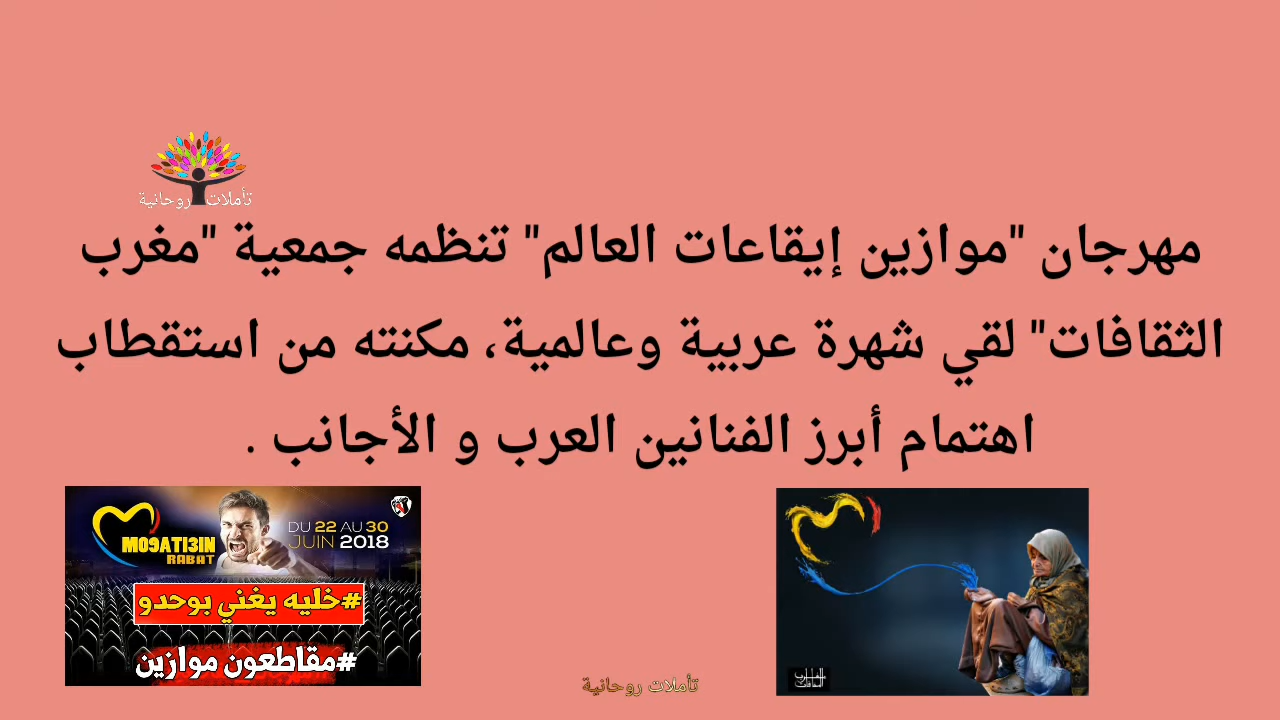 تأملات روحانية
مهرجان "موازين إيقاعات العالم" تنظمه جمعية "مغرب
الثقافات" لقي شهرة عربية وعالمية، مكنته من استقطاب
اهتمام أبرز الفنانين العرب و الأجانب .
MO9ATI3IN
RABAT
DU 22 AU 30
JUIN 2018
#خليه يغني بوحدو
#مقاطعون موازين
تأملات روحانية